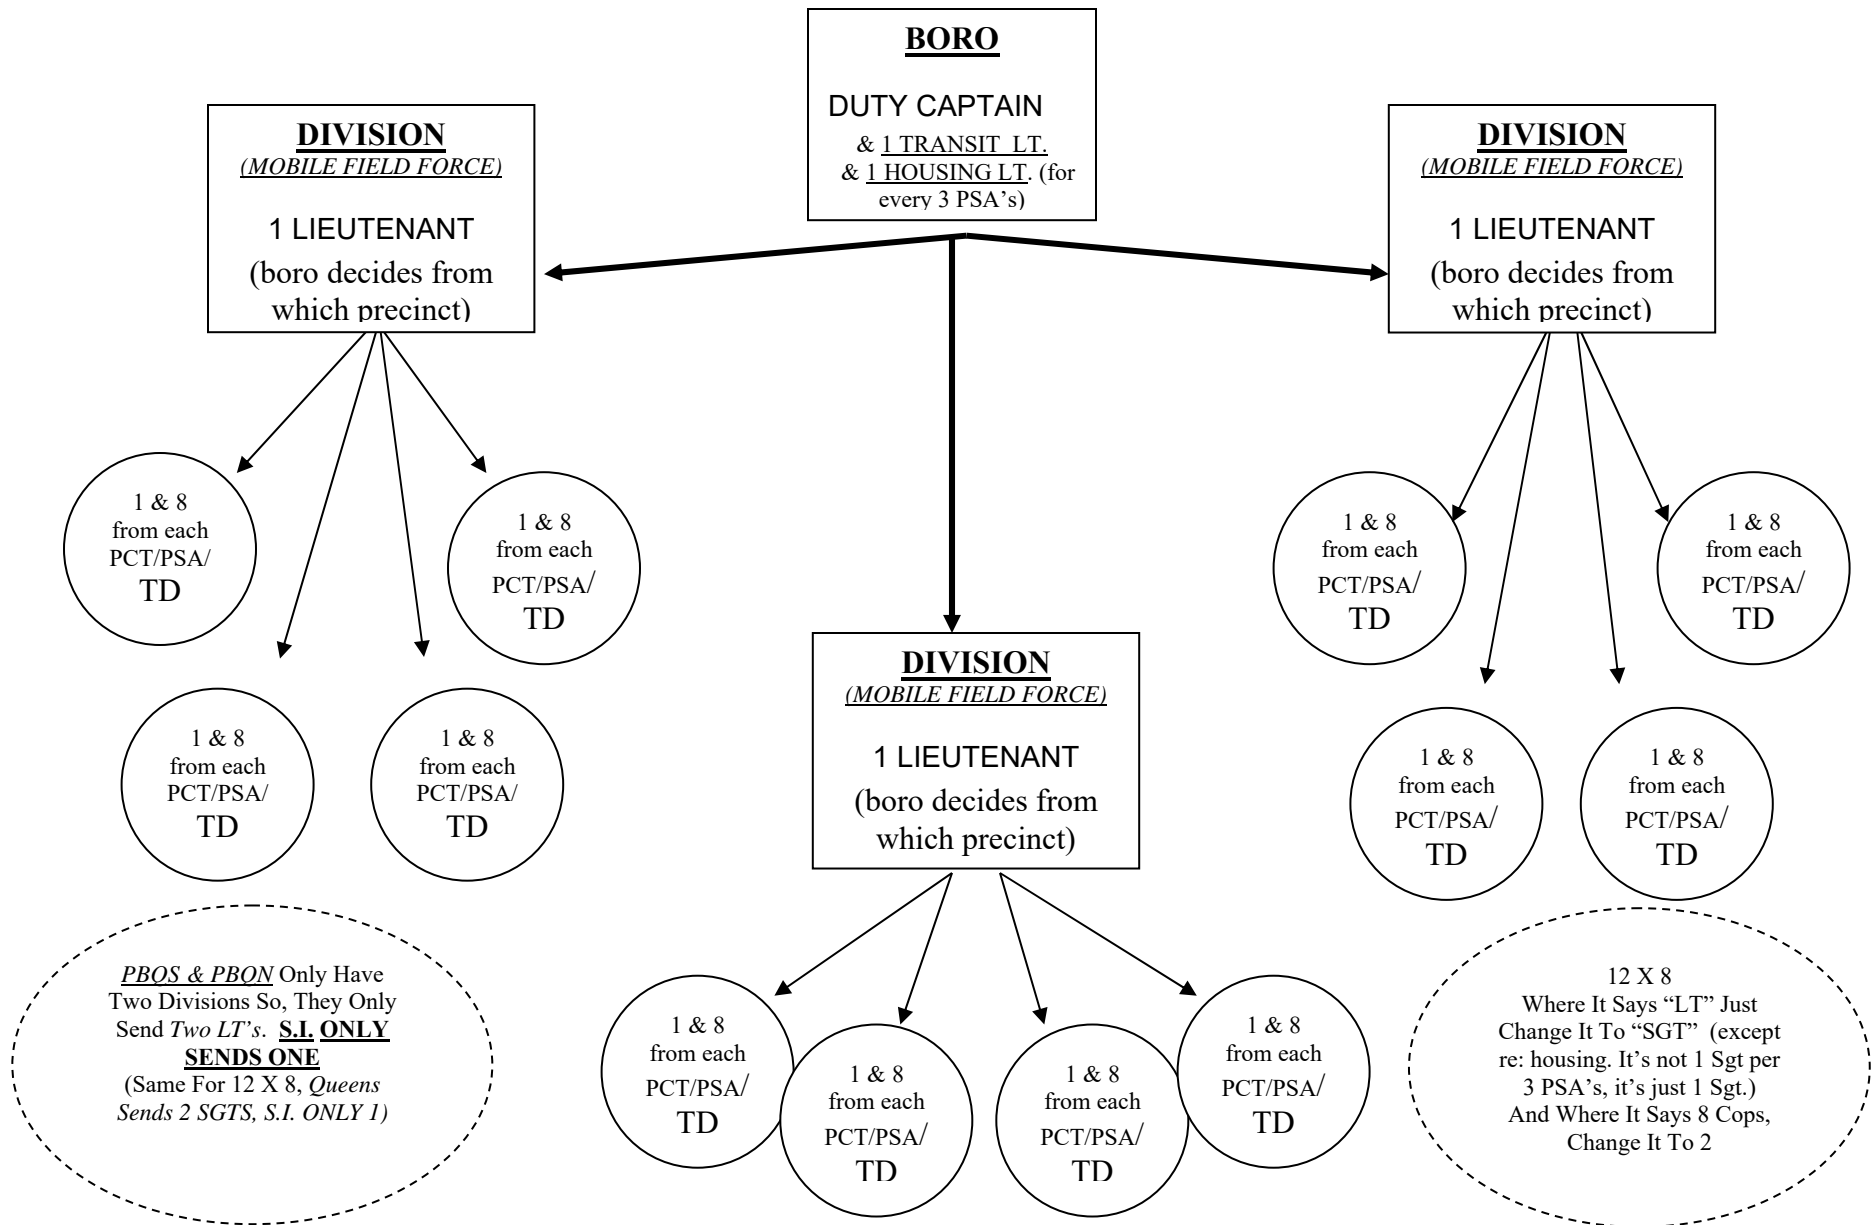 BORO
DUTY CAPTAIN
& 1 TRANSIT LT.
& 1 HOUSING LT. (for
every 3 PSA’s)
DIVISION
(MOBILE FIELD FORCE)
1 LIEUTENANT
(boro decides from
which precinct)
DIVISION
(MOBILE FIELD FORCE)
1 LIEUTENANT
(boro decides from
which precinct)
1 & 8
from each
PCT/PSA/
TD
1 & 8
from each
PCT/PSA/
TD
1 & 8
from each
PCT/PSA/
TD
1 & 8
from each
PCT/PSA/
TD
1 & 8
from each
PCT/PSA/
TD
1 & 8
from each
PCT/PSA/
TD
1 & 8
from each
PCT/PSA/
TD
1 & 8
from each
PCT/PSA/
TD
DIVISION
(MOBILE FIELD FORCE)
1 LIEUTENANT
(boro decides from
which precinct)
1 & 8
from each
PCT/PSA/
TD
1 & 8
from each
PCT/PSA/
TD
1 & 8
from each
PCT/PSA/
TD
1 & 8
from each
PCT/PSA/
TD
PBQS & PBQN Only Have
Two Divisions So, They Only
Send Two LT’s. S.I. ONLY
SENDS ONE
(Same For 12 X 8, Queens
Sends 2 SGTS, S.I. ONLY 1)
12 X 8
Where It Says “LT” Just
Change It To “SGT” (except
re: housing. It’s not 1 Sgt per
3 PSA’s, it’s just 1 Sgt.)
And Where It Says 8 Cops,
Change It To 2